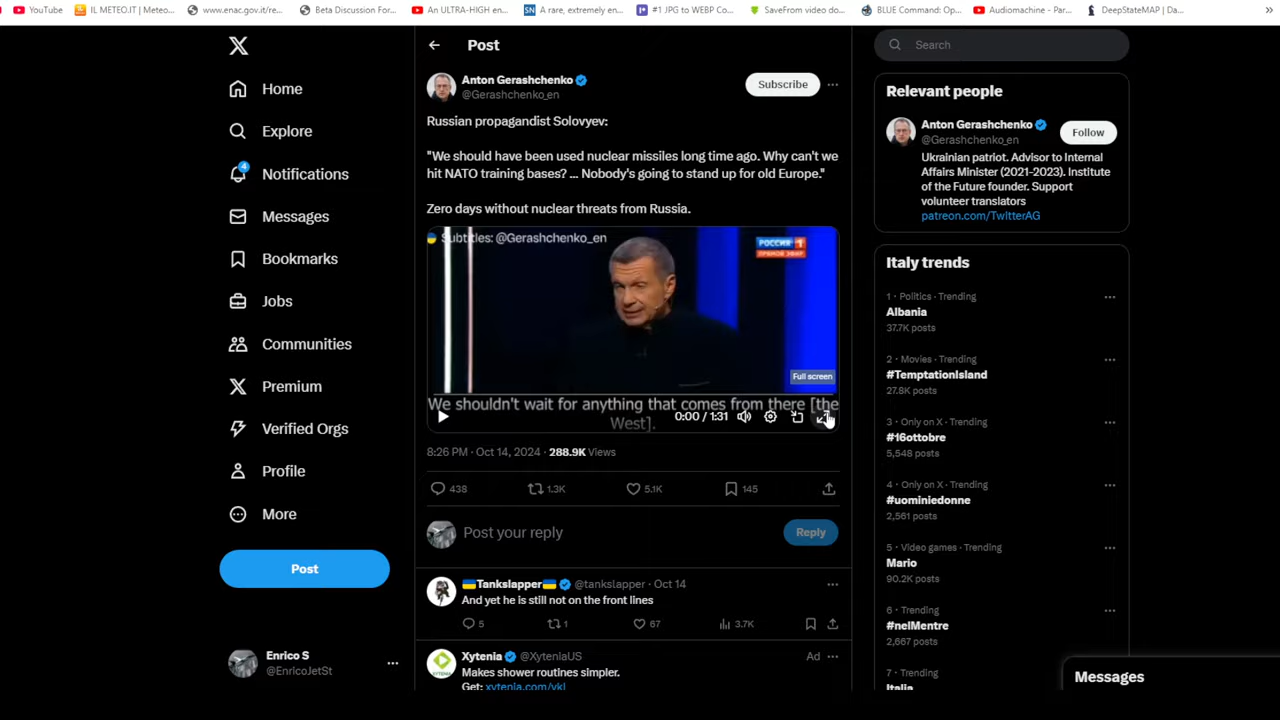 YouTube
IL METEO.IT | Meteo...
www.enac.gov.it/re...
Beta Discussion For...
An ULTRA-HIGH en...
A rare, extremely en...
#1 JPG to WEBP Co...
SaveFrom video do...
BLUE Command: Op...
Audiomachine - Par...
DeepStateMAP | Da...
X
Home
Explore
4
Notifications
Messages
Bookmarks
Jobs
Communities
Premium
Verified Orgs
Profile
More
Post
Enrico S
@EnricoJetSt
Post
Anton Gerashchenko
@Gerashchenko_en
Subscribe
Russian propagandist Solovyev:
"We should have been used nuclear missiles long time ago. Why can't we
hit NATO training bases? ... Nobody's going to stand up for old Europe."
Zero days without nuclear threats from Russia.
Subtitles: @Gerashchenko_en
РОССИЯ 1
ПРЯМОЙ ЭФИР
Full screen
We shouldn't wait for anything that comes from there [the
West].
0:00 / 1:31
8:26 PM · Oct 14, 2024 · 288.9K Views
438
1.3K
5.1K
145
Post your reply
Reply
Tankslapper @tankslapper · Oct 14
And yet he is still not on the front lines
5
1
67
3.7K
Xytenia @XyteniaUS
Ad
Makes shower routines simpler.
Get: xytenia.com/ykl
Search
Relevant people
Anton Gerashchenko
@Gerashchenko_en
Follow
Ukrainian patriot. Advisor to Internal
Affairs Minister (2021-2023). Institute
of the Future founder. Support
volunteer translators
patreon.com/TwitterAG
Italy trends
1 · Politics · Trending
Albania
37.7K posts
2 · Movies · Trending
#TemptationIsland
27.8K posts
3 · Only on X · Trending
#16ottobre
5,548 posts
4 · Only on X · Trending
#uominiedonne
2,561 posts
5 · Video games · Trending
Mario
90.2K posts
6 · Trending
#nelMentre
2,667 posts
7 · Trending
Italia
Messages